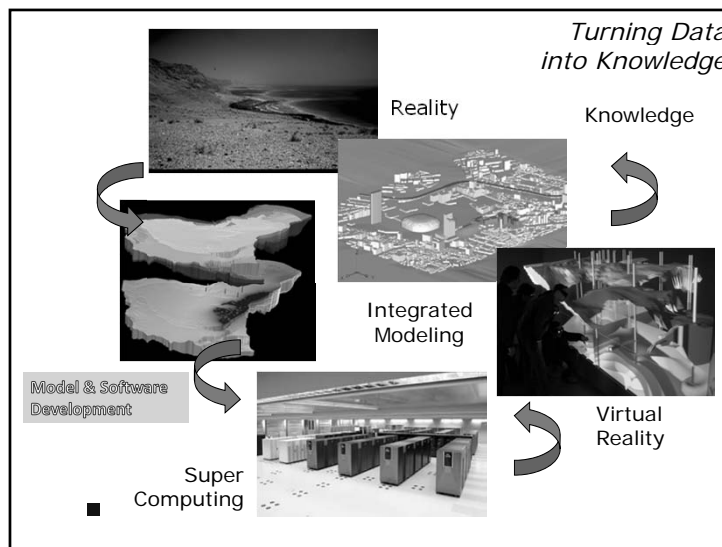 Turning Data
into Knowledge
Reality
Knowledge
Integrated
Modeling
Model & Software
Development
Virtual
Reality
Super
Computing